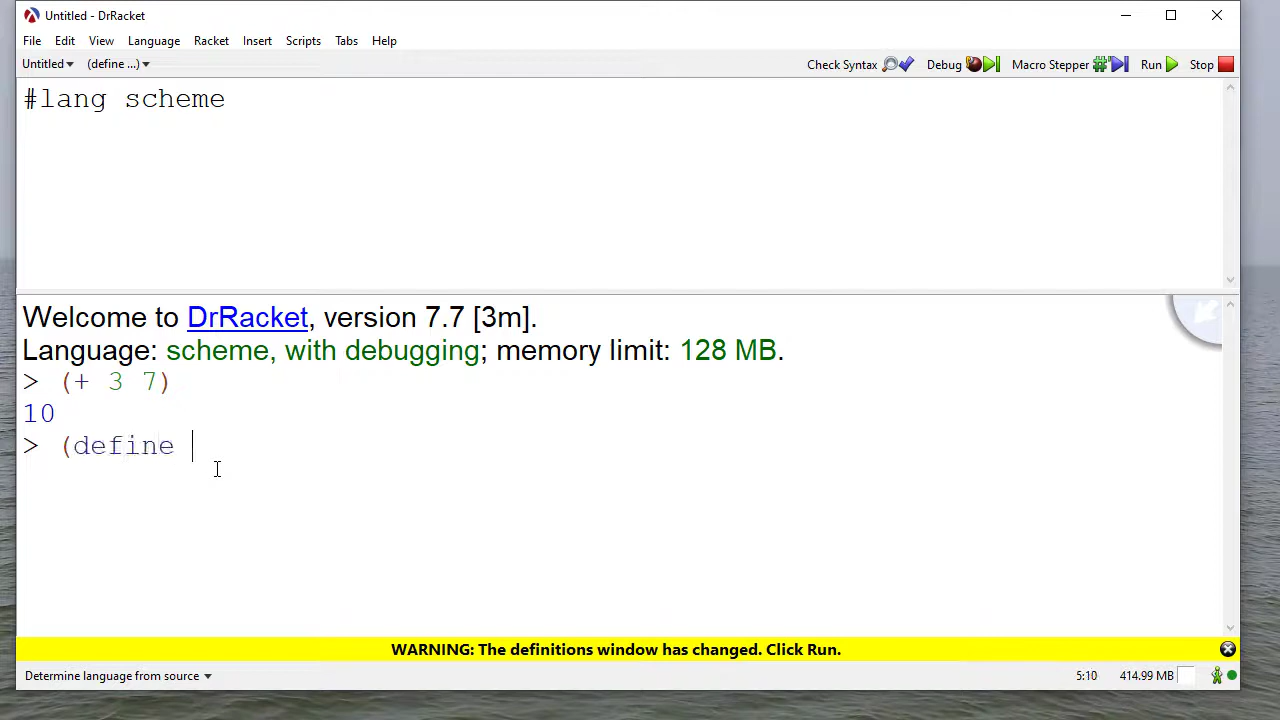 Untitled - DrRacket
File Edit View Language Racket Insert Scripts Tabs Help
Untitled (define ...) Check Syntax Debug Macro Stepper Run Stop
#lang scheme
Welcome to DrRacket, version 7.7 [3m].
Language: scheme, with debugging; memory limit: 128 MB.
> (+ 3 7)
10
> (define
WARNING: The definitions window has changed. Click Run.
Determine language from source 5:10 414.99 MB